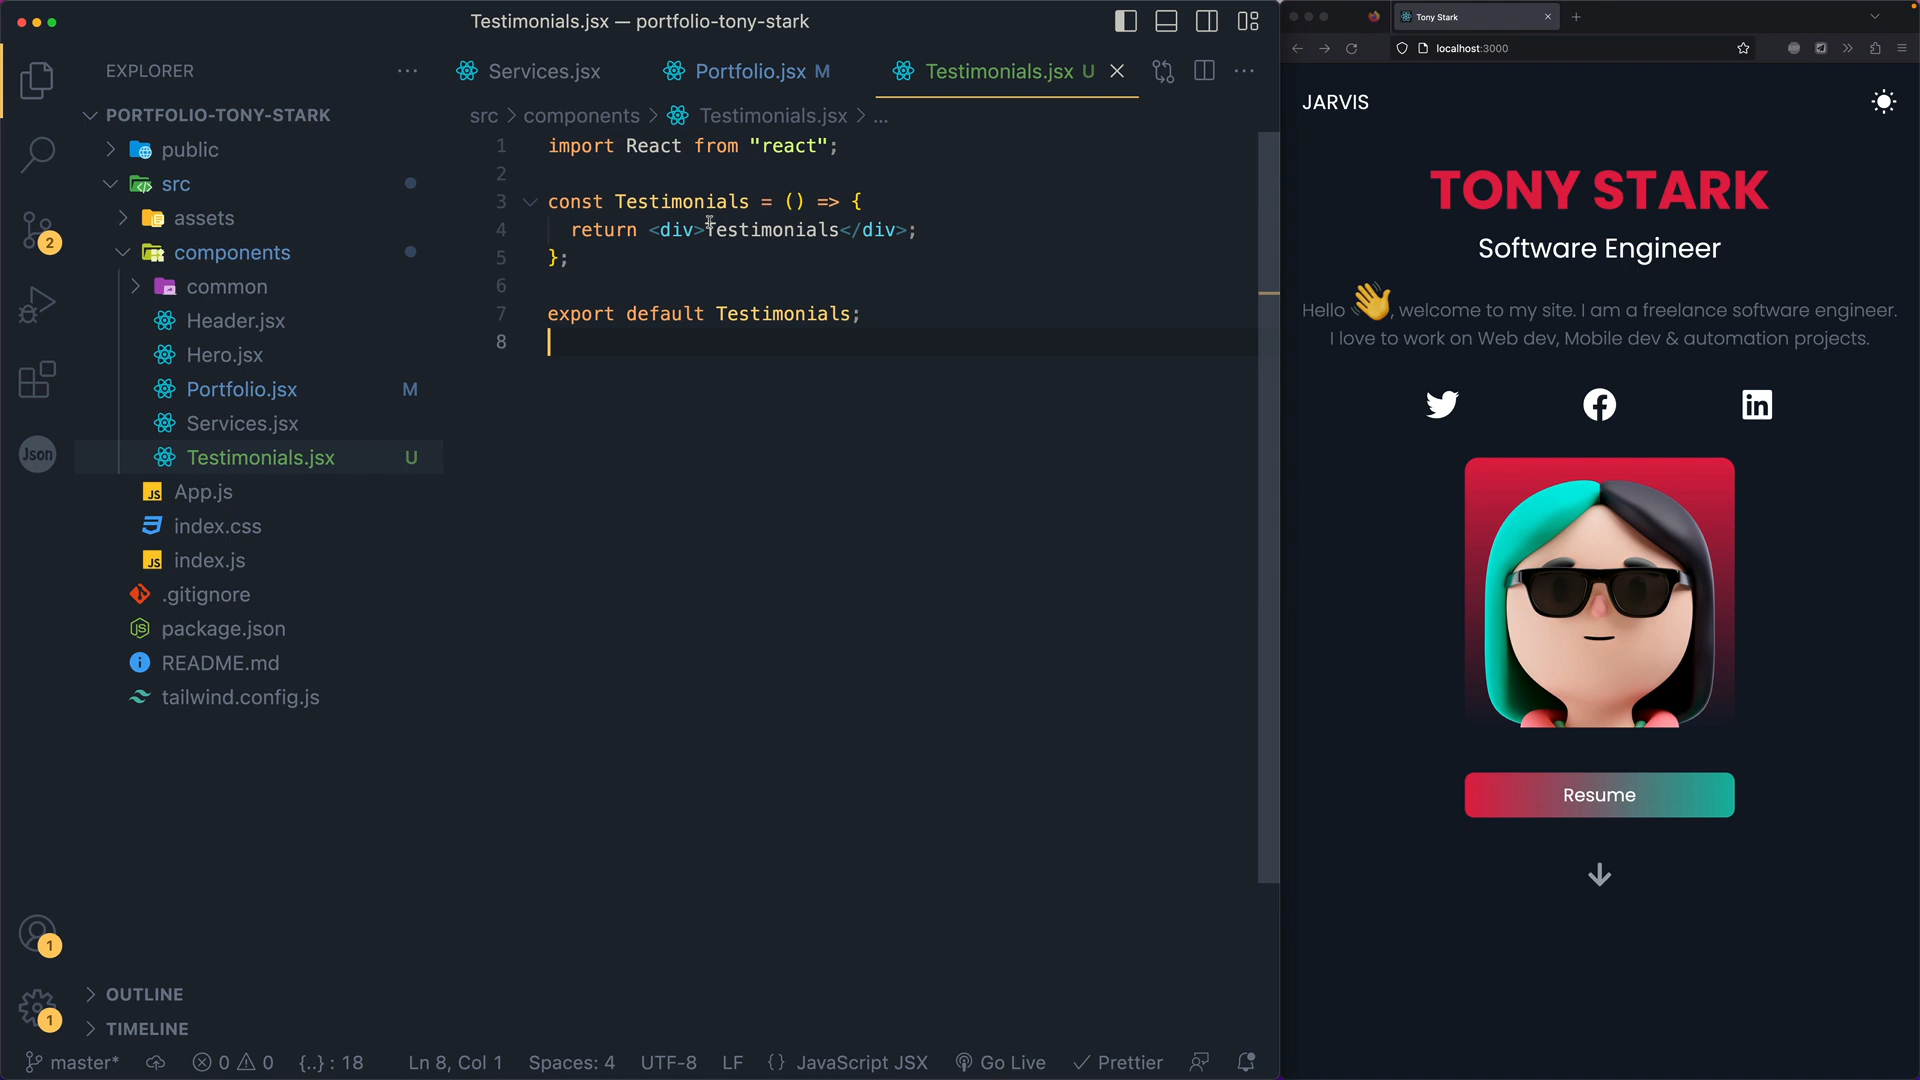 Testimonials.jsx — portfolio-tony-stark
EXPLORER
PORTFOLIO-TONY-STARK
public
src
assets
components
common
Header.jsx
Hero.jsx
Portfolio.jsx M
Services.jsx
Testimonials.jsx U
App.js
index.css
index.js
.gitignore
package.json
README.md
tailwind.config.js
OUTLINE
TIMELINE
2
Json
1
1
Services.jsx
Portfolio.jsx M
Testimonials.jsx U
src > components > Testimonials.jsx > ...
1 import React from "react";
2
3 const Testimonials = () => {
4 return <div>Testimonials</div>;
5 };
6
7 export default Testimonials;
8
master* 0 0 {..} : 18 Ln 8, Col 1 Spaces: 4 UTF-8 LF {} JavaScript JSX Go Live Prettier
Tony Stark
localhost:3000
JARVIS
TONY STARK
Software Engineer
Hello 👋, welcome to my site. I am a freelance software engineer.
I love to work on Web dev, Mobile dev & automation projects.
Resume